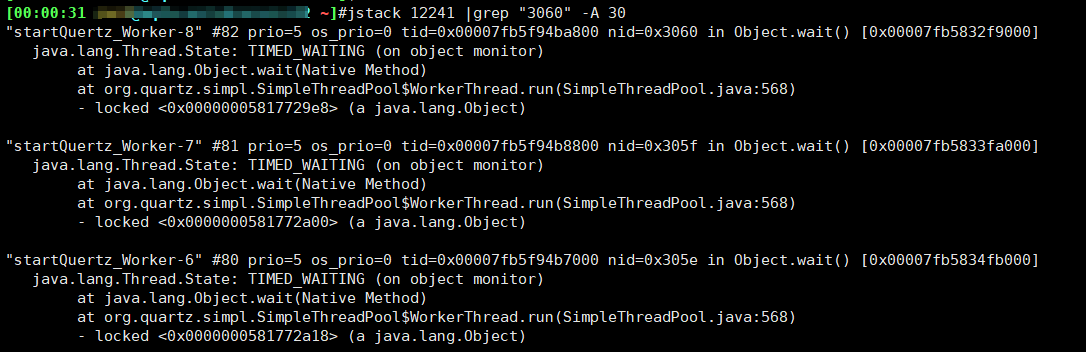 [00:00:31 2 ~]#jstack 12241 |grep "3060" -A 30
"startQuertz_Worker-8" #82 prio=5 os_prio=0 tid=0x00007fb5f94ba800 nid=0x3060 in Object.wait() [0x00007fb5832f9000]
java.lang.Thread.State: TIMED_WAITING (on object monitor)
at java.lang.Object.wait(Native Method)
at org.quartz.simpl.SimpleThreadPool$WorkerThread.run(SimpleThreadPool.java:568)
- locked <0x00000005817729e8> (a java.lang.Object)
"startQuertz_Worker-7" #81 prio=5 os_prio=0 tid=0x00007fb5f94b8800 nid=0x305f in Object.wait() [0x00007fb5833fa000]
java.lang.Thread.State: TIMED_WAITING (on object monitor)
at java.lang.Object.wait(Native Method)
at org.quartz.simpl.SimpleThreadPool$WorkerThread.run(SimpleThreadPool.java:568)
- locked <0x0000000581772a00> (a java.lang.Object)
"startQuertz_Worker-6" #80 prio=5 os_prio=0 tid=0x00007fb5f94b7000 nid=0x305e in Object.wait() [0x00007fb5834fb000]
java.lang.Thread.State: TIMED_WAITING (on object monitor)
at java.lang.Object.wait(Native Method)
at org.quartz.simpl.SimpleThreadPool$WorkerThread.run(SimpleThreadPool.java:568)
- locked <0x0000000581772a18> (a java.lang.Object)